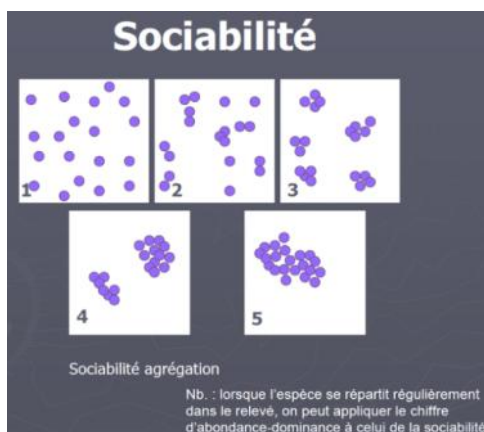 Sociabilité
1
2
3
4
5
Sociabilité agrégation
Nb. : lorsque l'espèce se répartit régulièrement
dans le relevé, on peut appliquer le chiffre
d'abondance-dominance à celui de la sociabilité